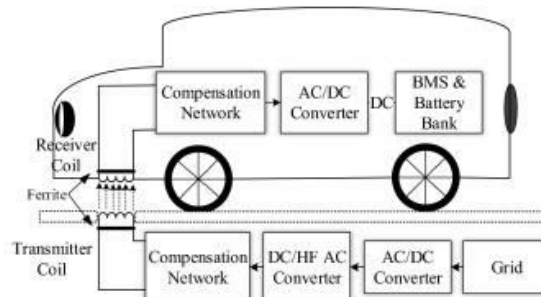 Compensation
Network
AC/DC
Converter
DC
BMS &
Battery
Bank
Receiver
Coil
Ferrite
Transmitter
Coil
Compensation
Network
DC/HF AC
Converter
AC/DC
Converter
Grid